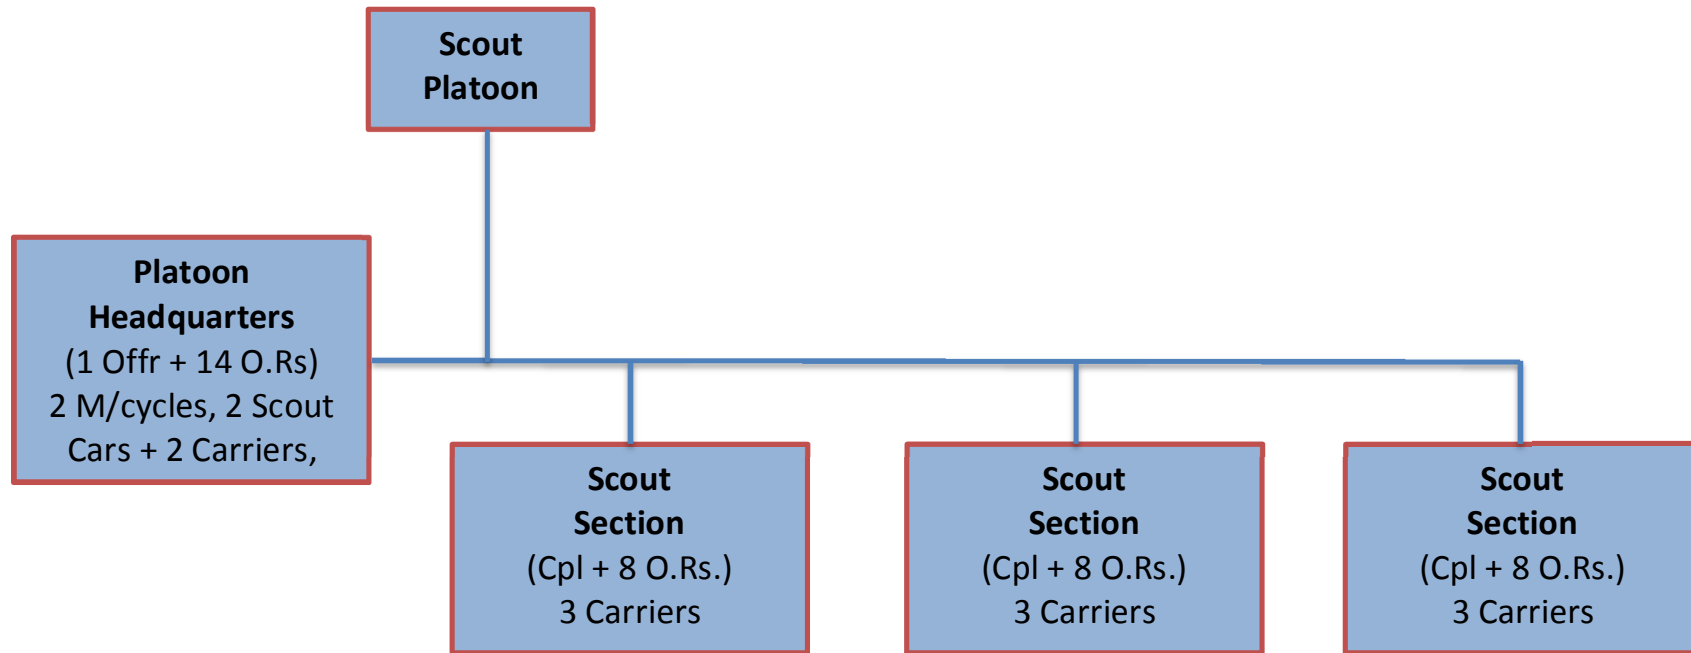 Scout
Platoon
Platoon
Headquarters
(1 Offr + 14 O.Rs)
2 M/cycles, 2 Scout
Cars + 2 Carriers,
Scout
Section
(Cpl + 8 O.Rs.)
3 Carriers
Scout
Section
(Cpl + 8 O.Rs.)
3 Carriers
Scout
Section
(Cpl + 8 O.Rs.)
3 Carriers